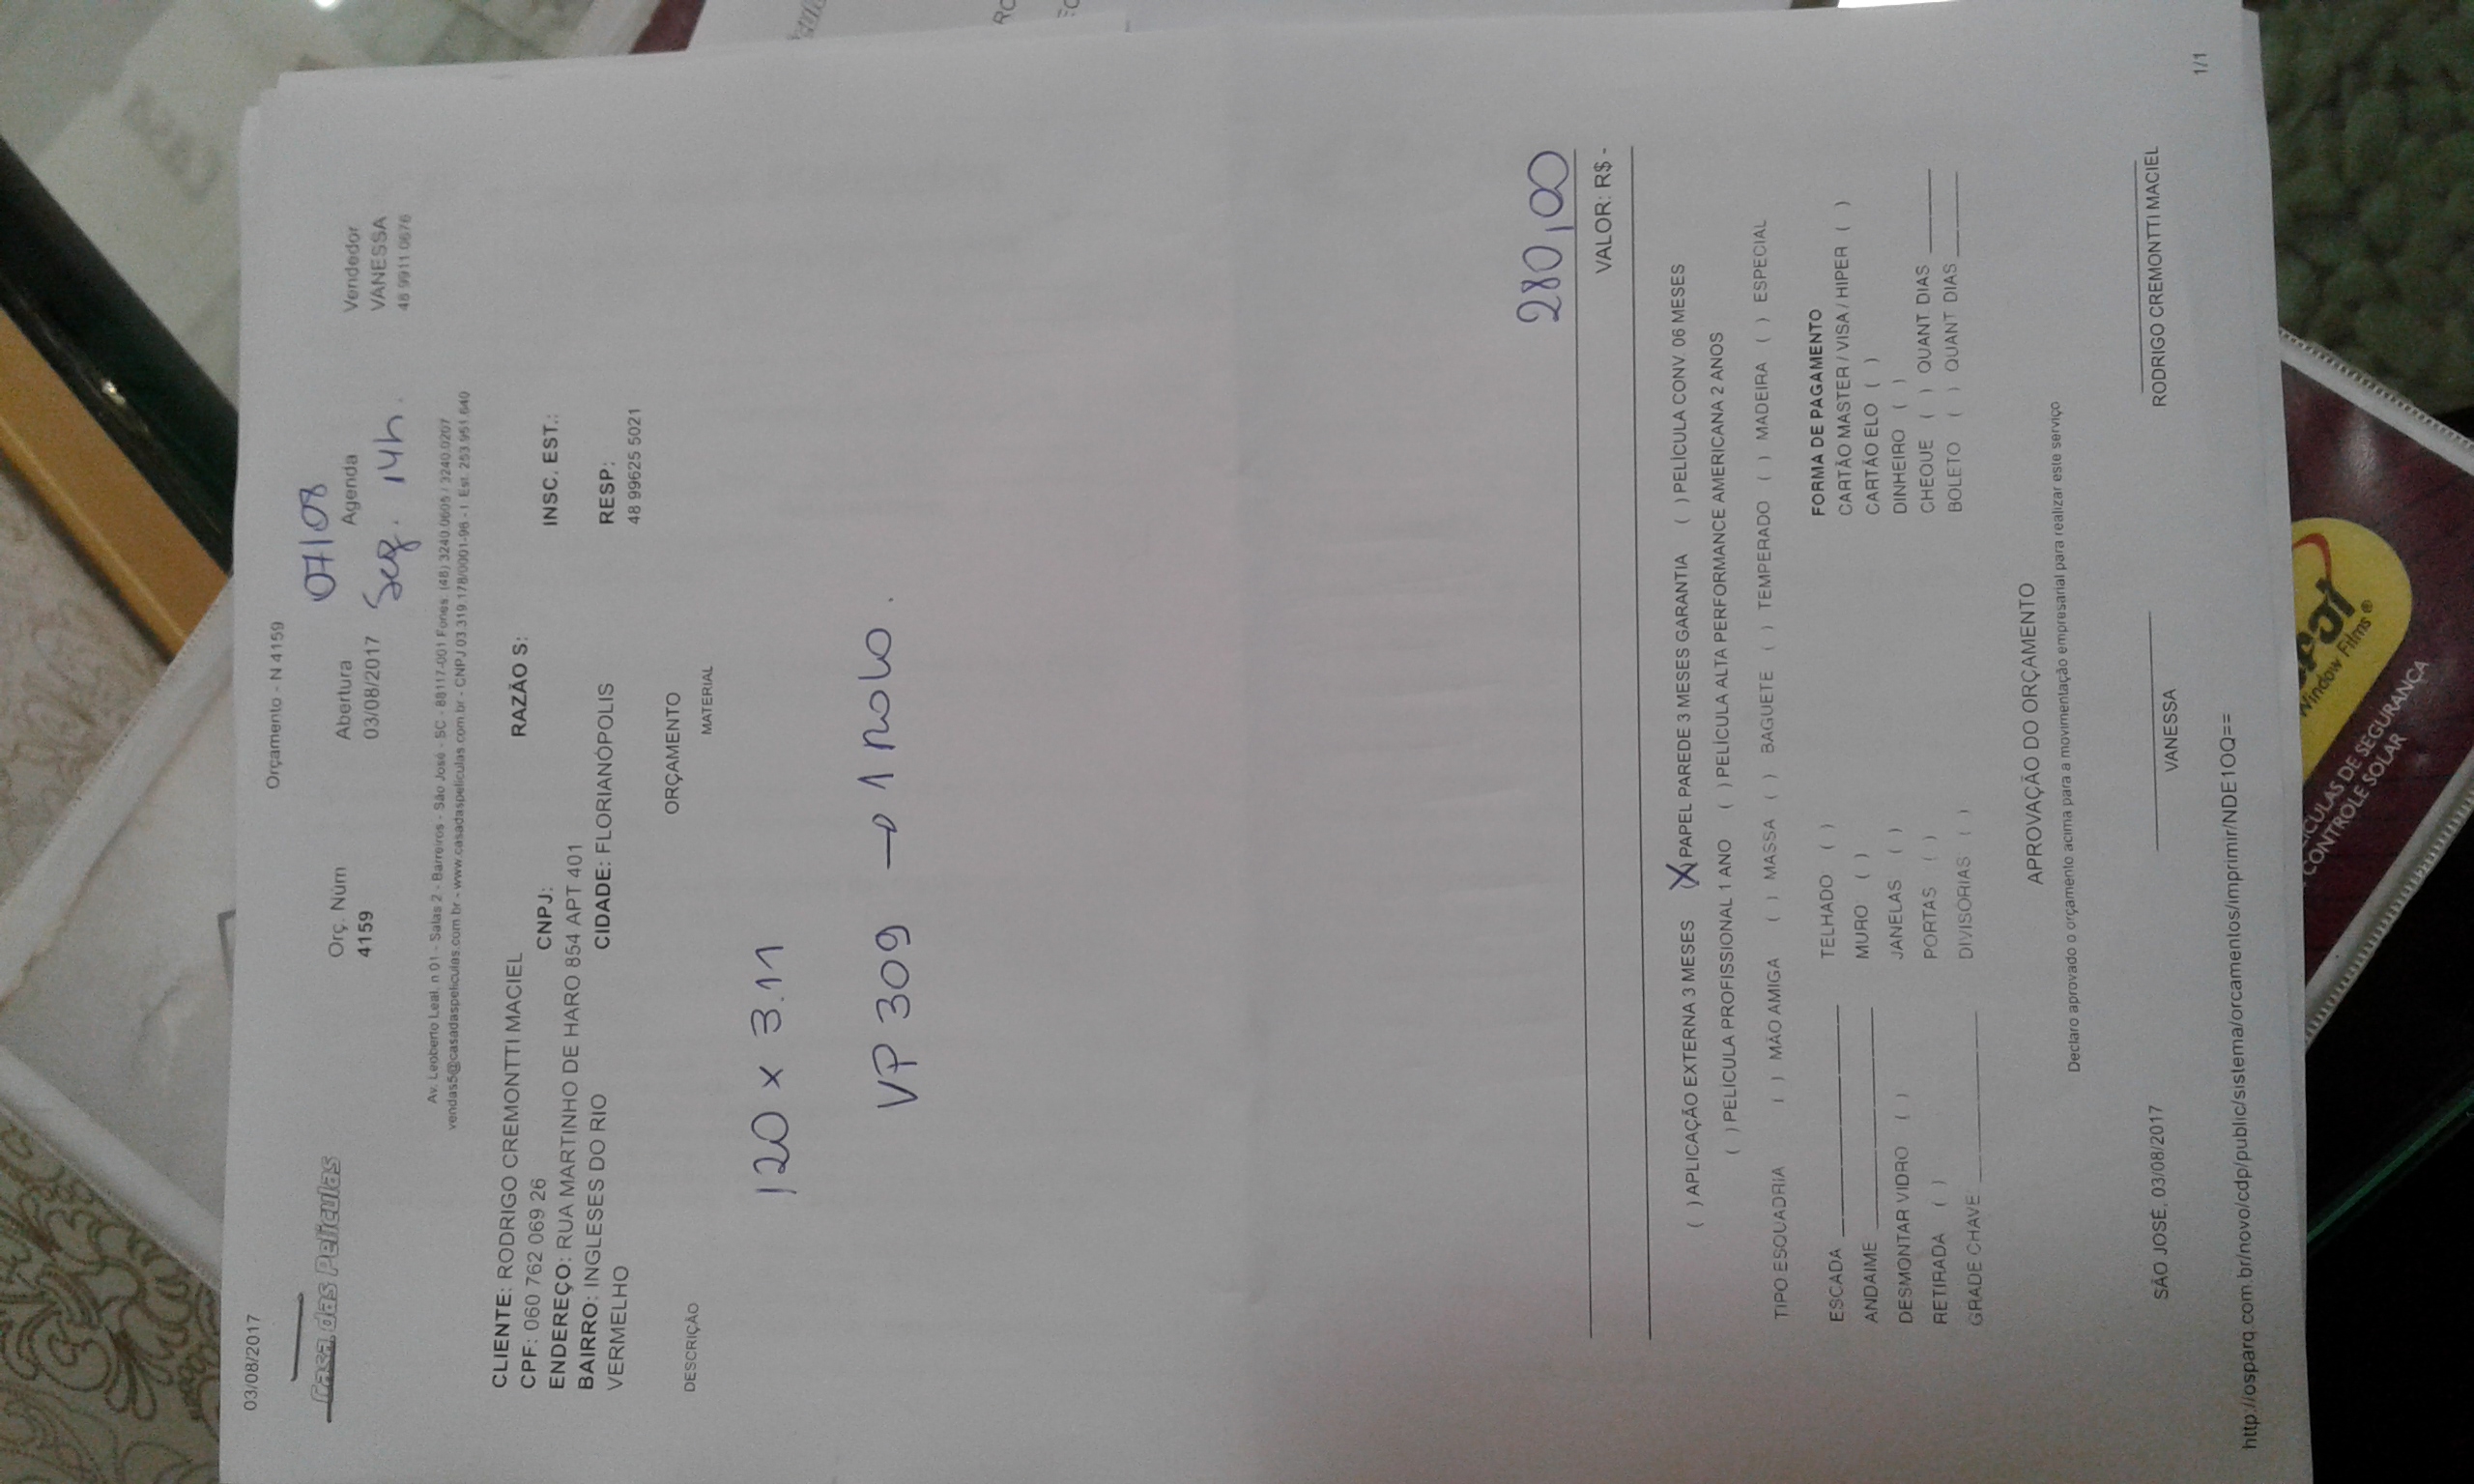 03/08/2017
Orçamento - N 4159
Casa das Películas
Orç. Núm
4159
Abertura
03/08/2017
07/08
Agenda
Seg. 14h.
Vendedor
VANESSA
48 9911 0676
Av. Leoberto Leal, n 01 - Salas 2 - Barreiros - São José - SC - 88117-001 Fones: (48) 3240.0605 / 3240.0207
vendas5@casadaspeliculas.com.br - www.casadaspeliculas.com.br - CNPJ 03.319.178/0001-96 - I. Est. 253.951.640
CLIENTE: RODRIGO CREMONTTI MACIEL
RAZÃO S:
CPF: 060 762 069 26
CNPJ:
INSC. EST.:
ENDEREÇO: RUA MARTINHO DE HARO 854 APT 401
BAIRRO: INGLESES DO RIO VERMELHO
CIDADE: FLORIANÓPOLIS
RESP:
48 99625 5021
ORÇAMENTO
DESCRIÇÃO
MATERIAL
120 x 3.11
VP 309 → 1 rolo.
280,00
VALOR: R$ -
( ) APLICAÇÃO EXTERNA 3 MESES (X) PAPEL PAREDE 3 MESES GARANTIA ( ) PELÍCULA CONV 06 MESES
( ) PELÍCULA PROFISSIONAL 1 ANO ( ) PELÍCULA ALTA PERFORMANCE AMERICANA 2 ANOS
TIPO ESQUADRIA ( ) MÃO AMIGA ( ) MASSA ( ) BAGUETE ( ) TEMPERADO ( ) MADEIRA ( ) ESPECIAL
ESCADA
ANDAIME
DESMONTAR VIDRO ( )
RETIRADA ( )
GRADE CHAVE
TELHADO ( )
MURO ( )
JANELAS ( )
PORTAS ( )
DIVISÓRIAS ( )
FORMA DE PAGAMENTO
CARTÃO MASTER / VISA / HIPER ( )
CARTÃO ELO ( )
DINHEIRO ( )
CHEQUE ( ) QUANT DIAS
BOLETO ( ) QUANT DIAS
APROVAÇÃO DO ORÇAMENTO
Declaro aprovado o orçamento acima para a movimentação empresarial para realizar este serviço
SÃO JOSÉ, 03/08/2017
VANESSA
RODRIGO CREMONTTI MACIEL
http://osparq.com.br/novo/cdp/public/sistema/orcamentos/imprimir/NDE1OQ==
1/1
Window Films®
CULAS DE SEGURANÇA
CONTROLE SOLAR